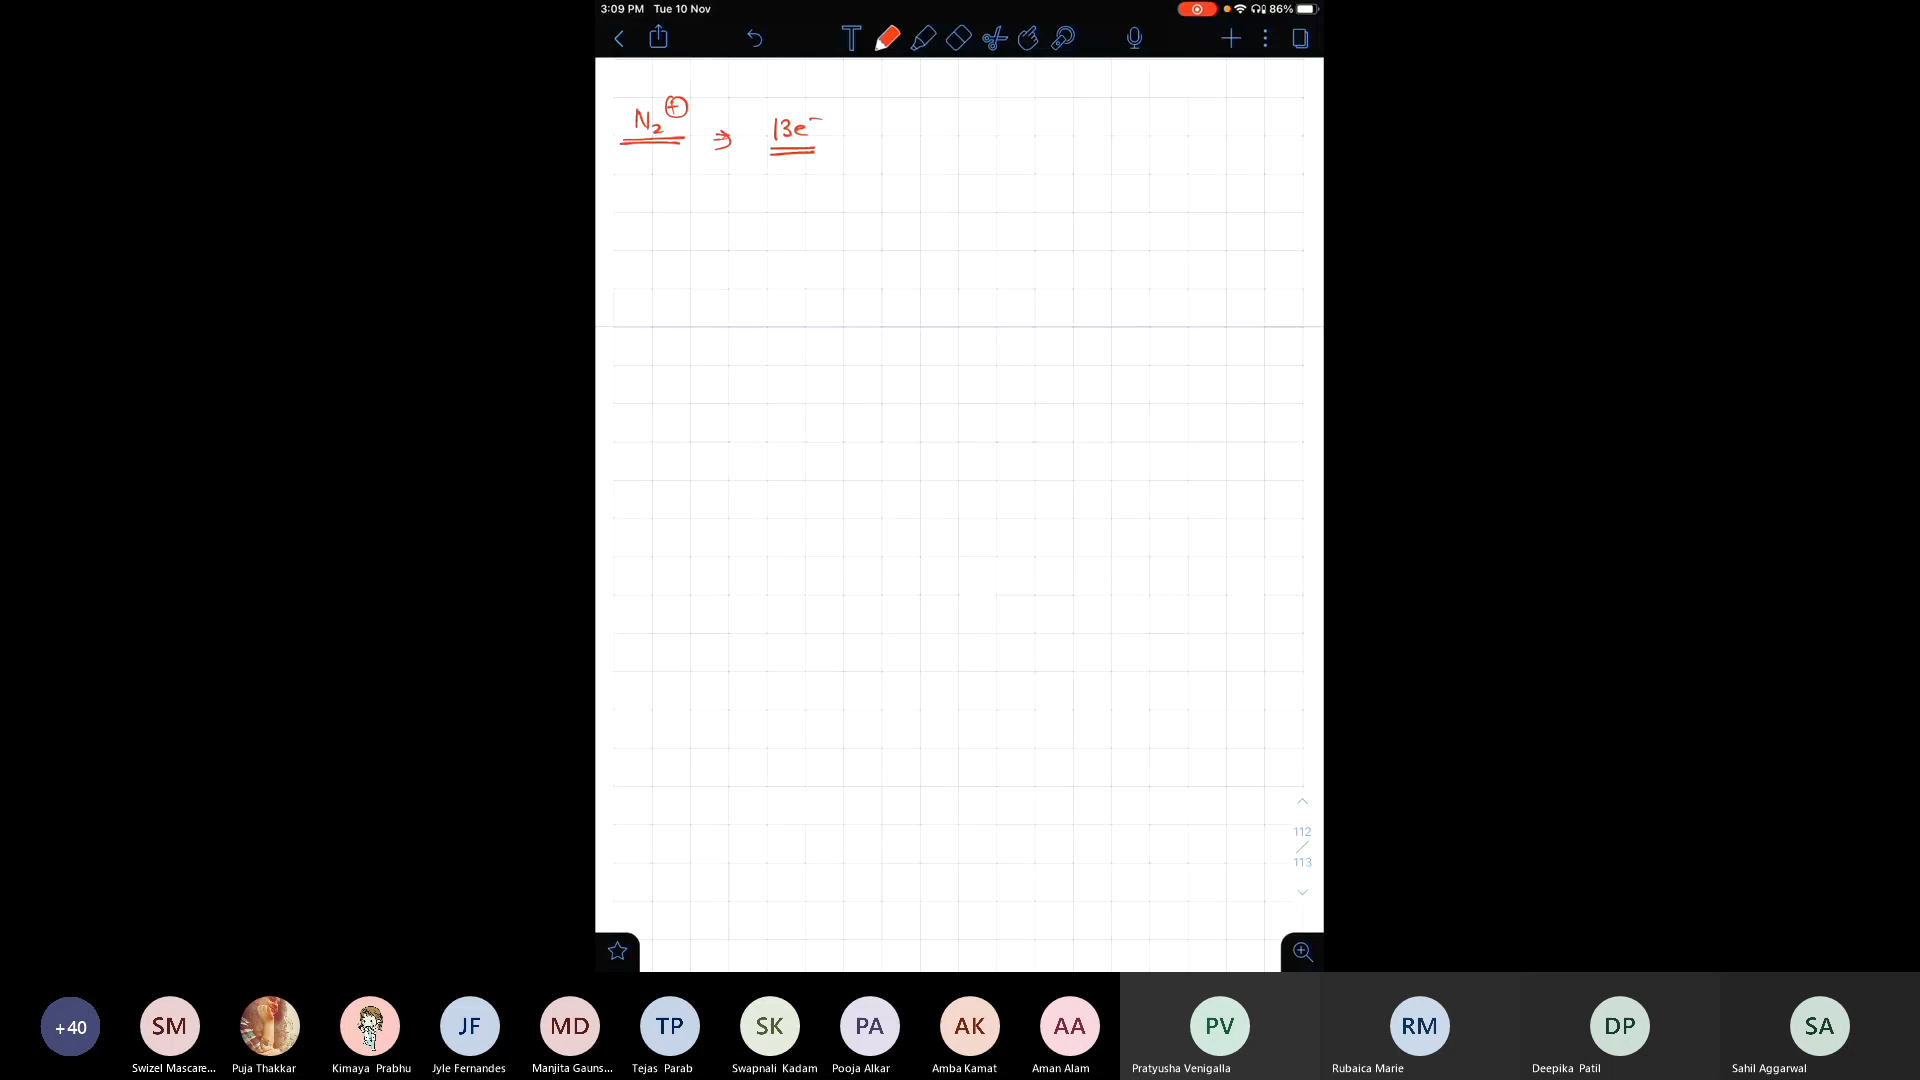 3:09 PM Tue 10 Nov 86%
T
N₂⊕ ⇒ 13e⁻
112
113
+40 SM JF MD TP SK PA AK AA PV RM DP SA
Swizel Mascare... Puja Thakkar Kimaya Prabhu Jyle Fernandes Manjita Gauns... Tejas Parab Swapnali Kadam Pooja Alkar Amba Kamat Aman Alam Pratyusha Venigalla Rubaica Marie Deepika Patil Sahil Aggarwal